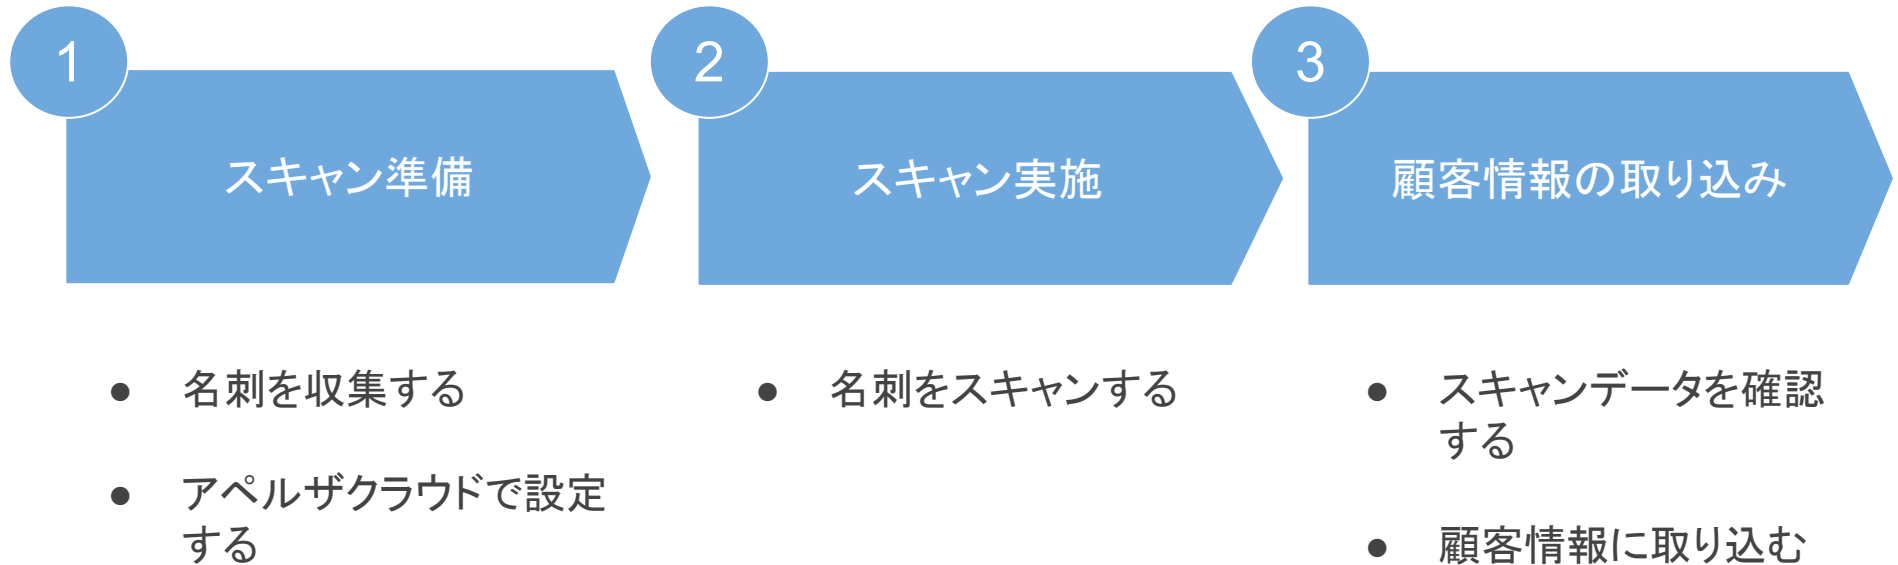 1
スキャン準備
● 名刺を収集する
● アペルザクラウドで設定
する
2
スキャン実施
● 名刺をスキャンする
3
顧客情報の取り込み
● スキャンデータを確認
する
● 顧客情報に取り込む